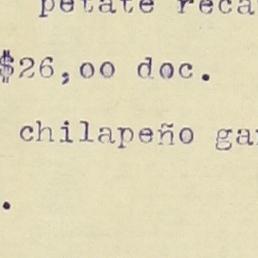 petate reca
$26,oo doc.
chilapeño ga
.